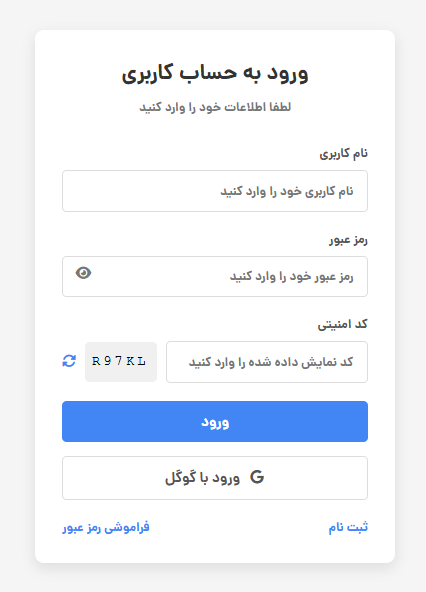 ورود به حساب کاربری
لطفا اطلاعات خود را وارد کنید
نام کاربری
نام کاربری خود را وارد کنید
رمز عبور
رمز عبور خود را وارد کنید
کد امنیتی
کد نمایش داده شده را وارد کنید
R97KL
ورود
ورود با گوگل
ثبت نام
فراموشی رمز عبور